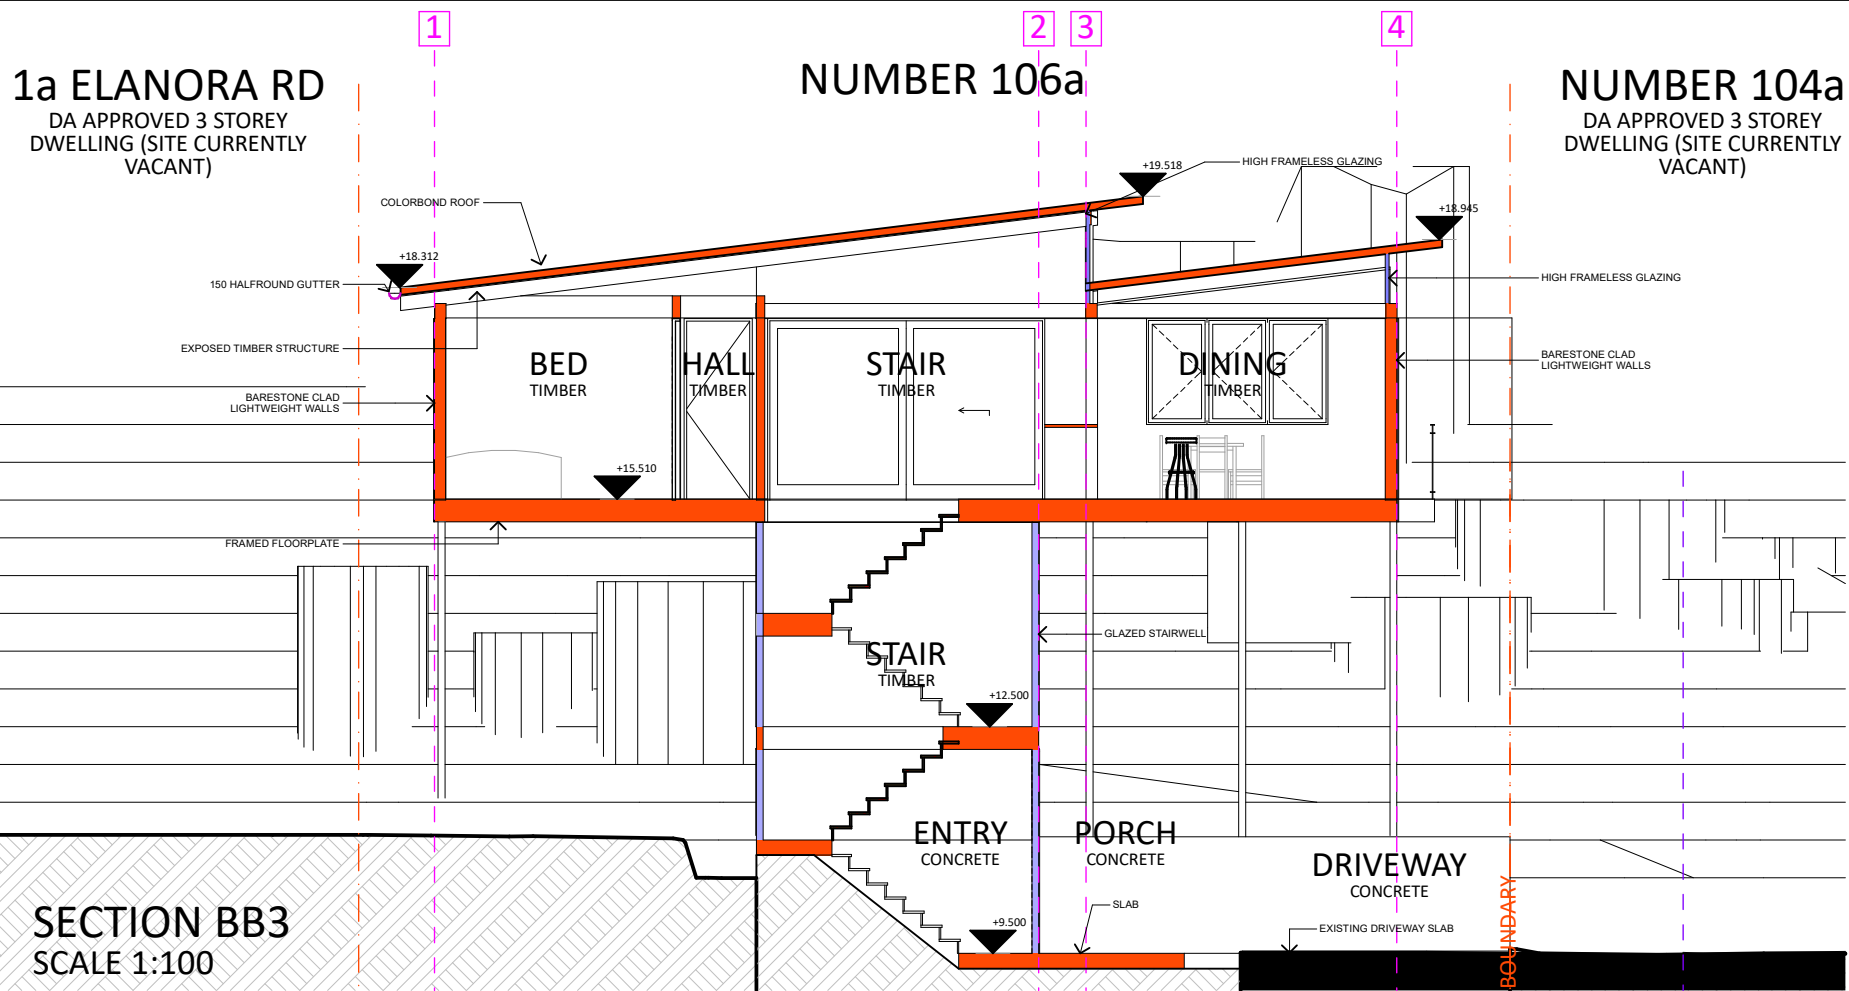 1
2
3
4
1a ELANORA RD
DA APPROVED 3 STOREY
DWELLING (SITE CURRENTLY
VACANT)
NUMBER 106a
NUMBER 104a
DA APPROVED 3 STOREY
DWELLING (SITE CURRENTLY
VACANT)
+19.518
HIGH FRAMELESS GLAZING
COLORBOND ROOF
+18.945
+18.312
150 HALFROUND GUTTER
HIGH FRAMELESS GLAZING
EXPOSED TIMBER STRUCTURE
BED
TIMBER
HALL
TIMBER
STAIR
TIMBER
DINING
TIMBER
BARESTONE CLAD
LIGHTWEIGHT WALLS
BARESTONE CLAD
LIGHTWEIGHT WALLS
+15.510
FRAMED FLOORPLATE
GLAZED STAIRWELL
STAIR
TIMBER
+12.500
ENTRY
CONCRETE
PORCH
CONCRETE
DRIVEWAY
CONCRETE
SLAB
+9.500
EXISTING DRIVEWAY SLAB
BOUNDARY
SECTION BB3
SCALE 1:100